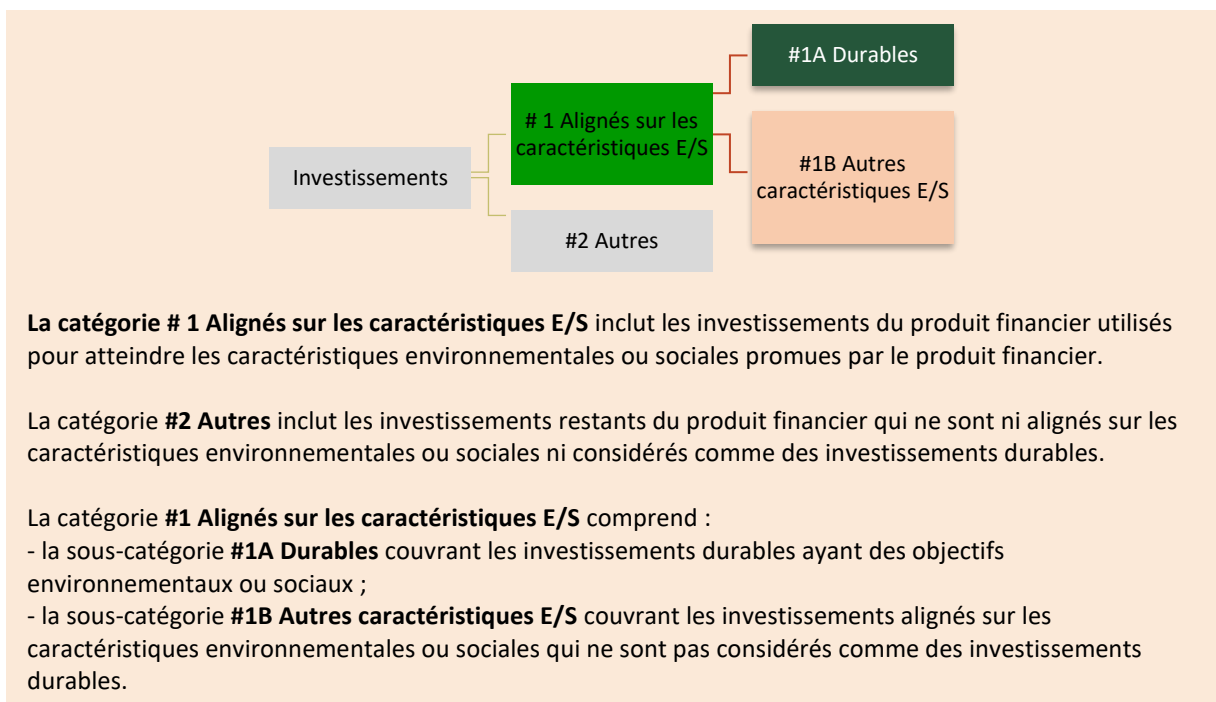 #1A Durables
# 1 Alignés sur les
caractéristiques E/S
#1B Autres
caractéristiques E/S
Investissements
#2 Autres
La catégorie # 1 Alignés sur les caractéristiques E/S inclut les investissements du produit financier utilisés
pour atteindre les caractéristiques environnementales ou sociales promues par le produit financier.
La catégorie #2 Autres inclut les investissements restants du produit financier qui ne sont ni alignés sur les
caractéristiques environnementales ou sociales ni considérés comme des investissements durables.
La catégorie #1 Alignés sur les caractéristiques E/S comprend :
- la sous-catégorie #1A Durables couvrant les investissements durables ayant des objectifs
environnementaux ou sociaux ;
- la sous-catégorie #1B Autres caractéristiques E/S couvrant les investissements alignés sur les
caractéristiques environnementales ou sociales qui ne sont pas considérés comme des investissements
durables.